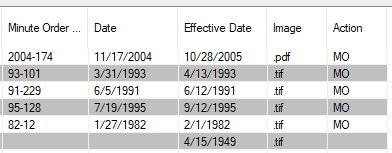 Minute Order ... Date Effective Date Image Action
2004-174 11/17/2004 10/28/2005 .pdf MO
93-101 3/31/1993 4/13/1993 .tif MO
91-229 6/5/1991 6/12/1991 .tif MO
95-128 7/19/1995 9/12/1995 .tif MO
82-12 1/27/1982 2/1/1982 .tif MO
4/15/1949 .tif